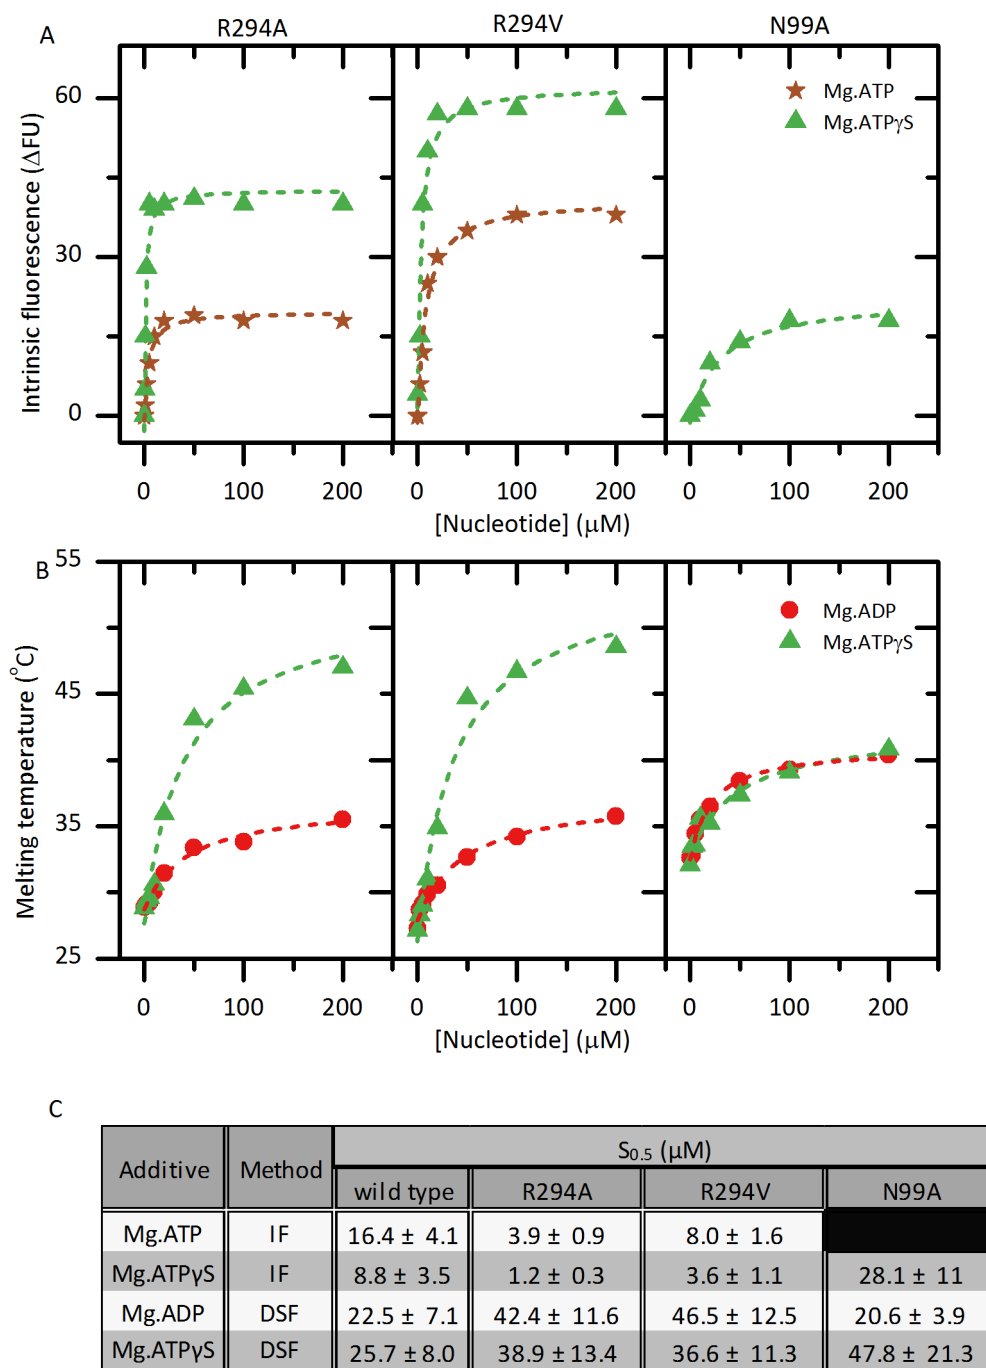 A
R294A
R294V
N99A
Mg.ATP
Mg.ATPγS
Intrinsic fluorescence (ΔFU)
60
30
0
0 100 200
0 100 200
0 100 200
[Nucleotide] (μM)
B
Mg.ADP
Mg.ATPγS
Melting temperature (°C)
55
45
35
25
0 100 200
0 100 200
0 100 200
[Nucleotide] (μM)
C
Additive Method S0.5 (μM)
wild type R294A R294V N99A
Mg.ATP IF 16.4 ± 4.1 3.9 ± 0.9 8.0 ± 1.6
Mg.ATPγS IF 8.8 ± 3.5 1.2 ± 0.3 3.6 ± 1.1 28.1 ± 11
Mg.ADP DSF 22.5 ± 7.1 42.4 ± 11.6 46.5 ± 12.5 20.6 ± 3.9
Mg.ATPγS DSF 25.7 ± 8.0 38.9 ± 13.4 36.6 ± 11.3 47.8 ± 21.3